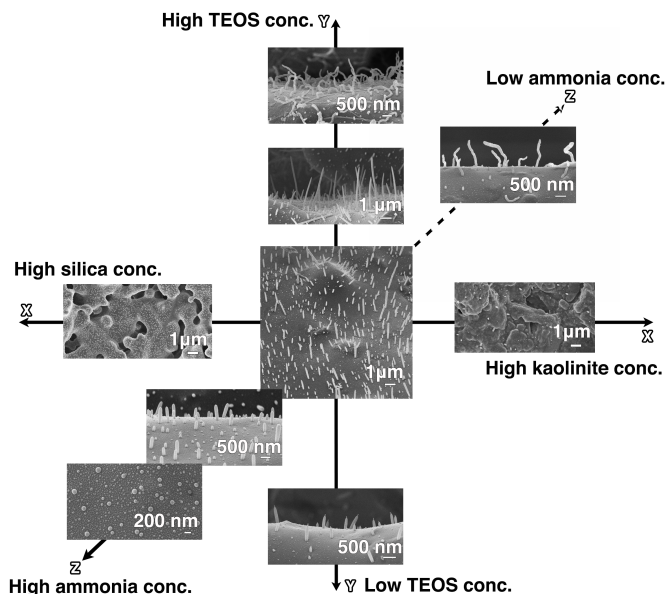 High TEOS conc. Y
500 nm
Low ammonia conc.
Z
500 nm
1 μm
High silica conc.
X
1μm
1μm
1μm
X
High kaolinite conc.
500 nm
200 nm
500 nm
Z
High ammonia conc.
Y Low TEOS conc.